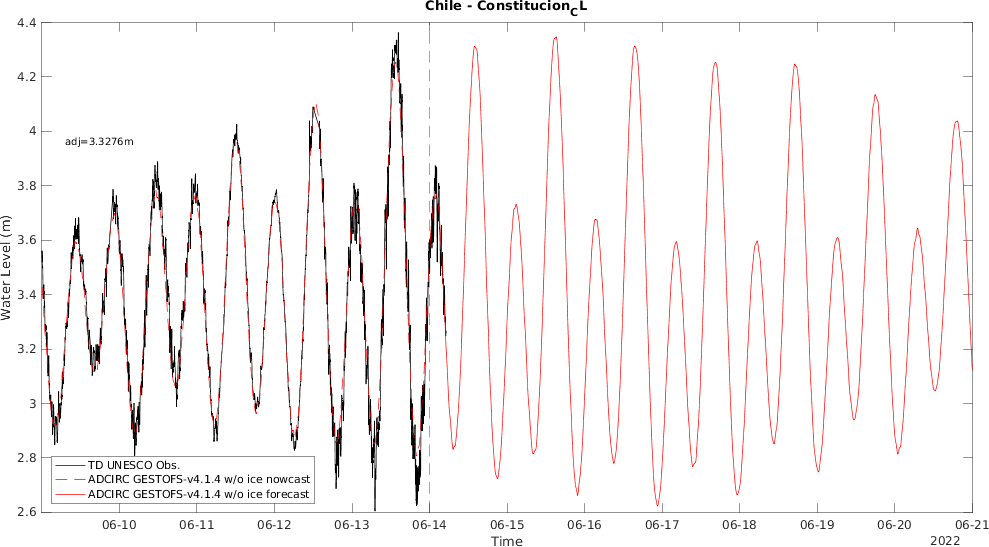 Chile - Constitucion_CL
4.4
4.2
4
3.8
3.6
3.4
3.2
3
2.8
2.6
Water Level (m)
adj=3.3276m
TD UNESCO Obs.
ADCIRC GESTOFS-v4.1.4 w/o ice nowcast
ADCIRC GESTOFS-v4.1.4 w/o ice forecast
06-10 06-11 06-12 06-13 06-14 06-15 06-16 06-17 06-18 06-19 06-20 06-21
Time
2022